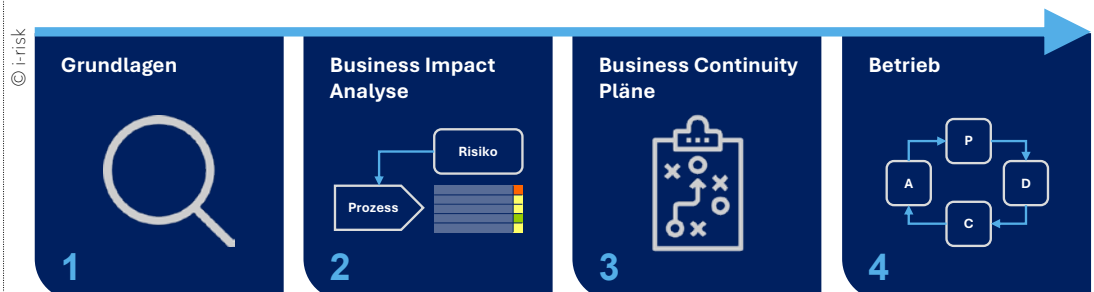 © i-risk
Grundlagen
1
Business Impact
Analyse
Risiko
Prozess
2
Business Continuity
Pläne
3
Betrieb
P
A
D
C
4